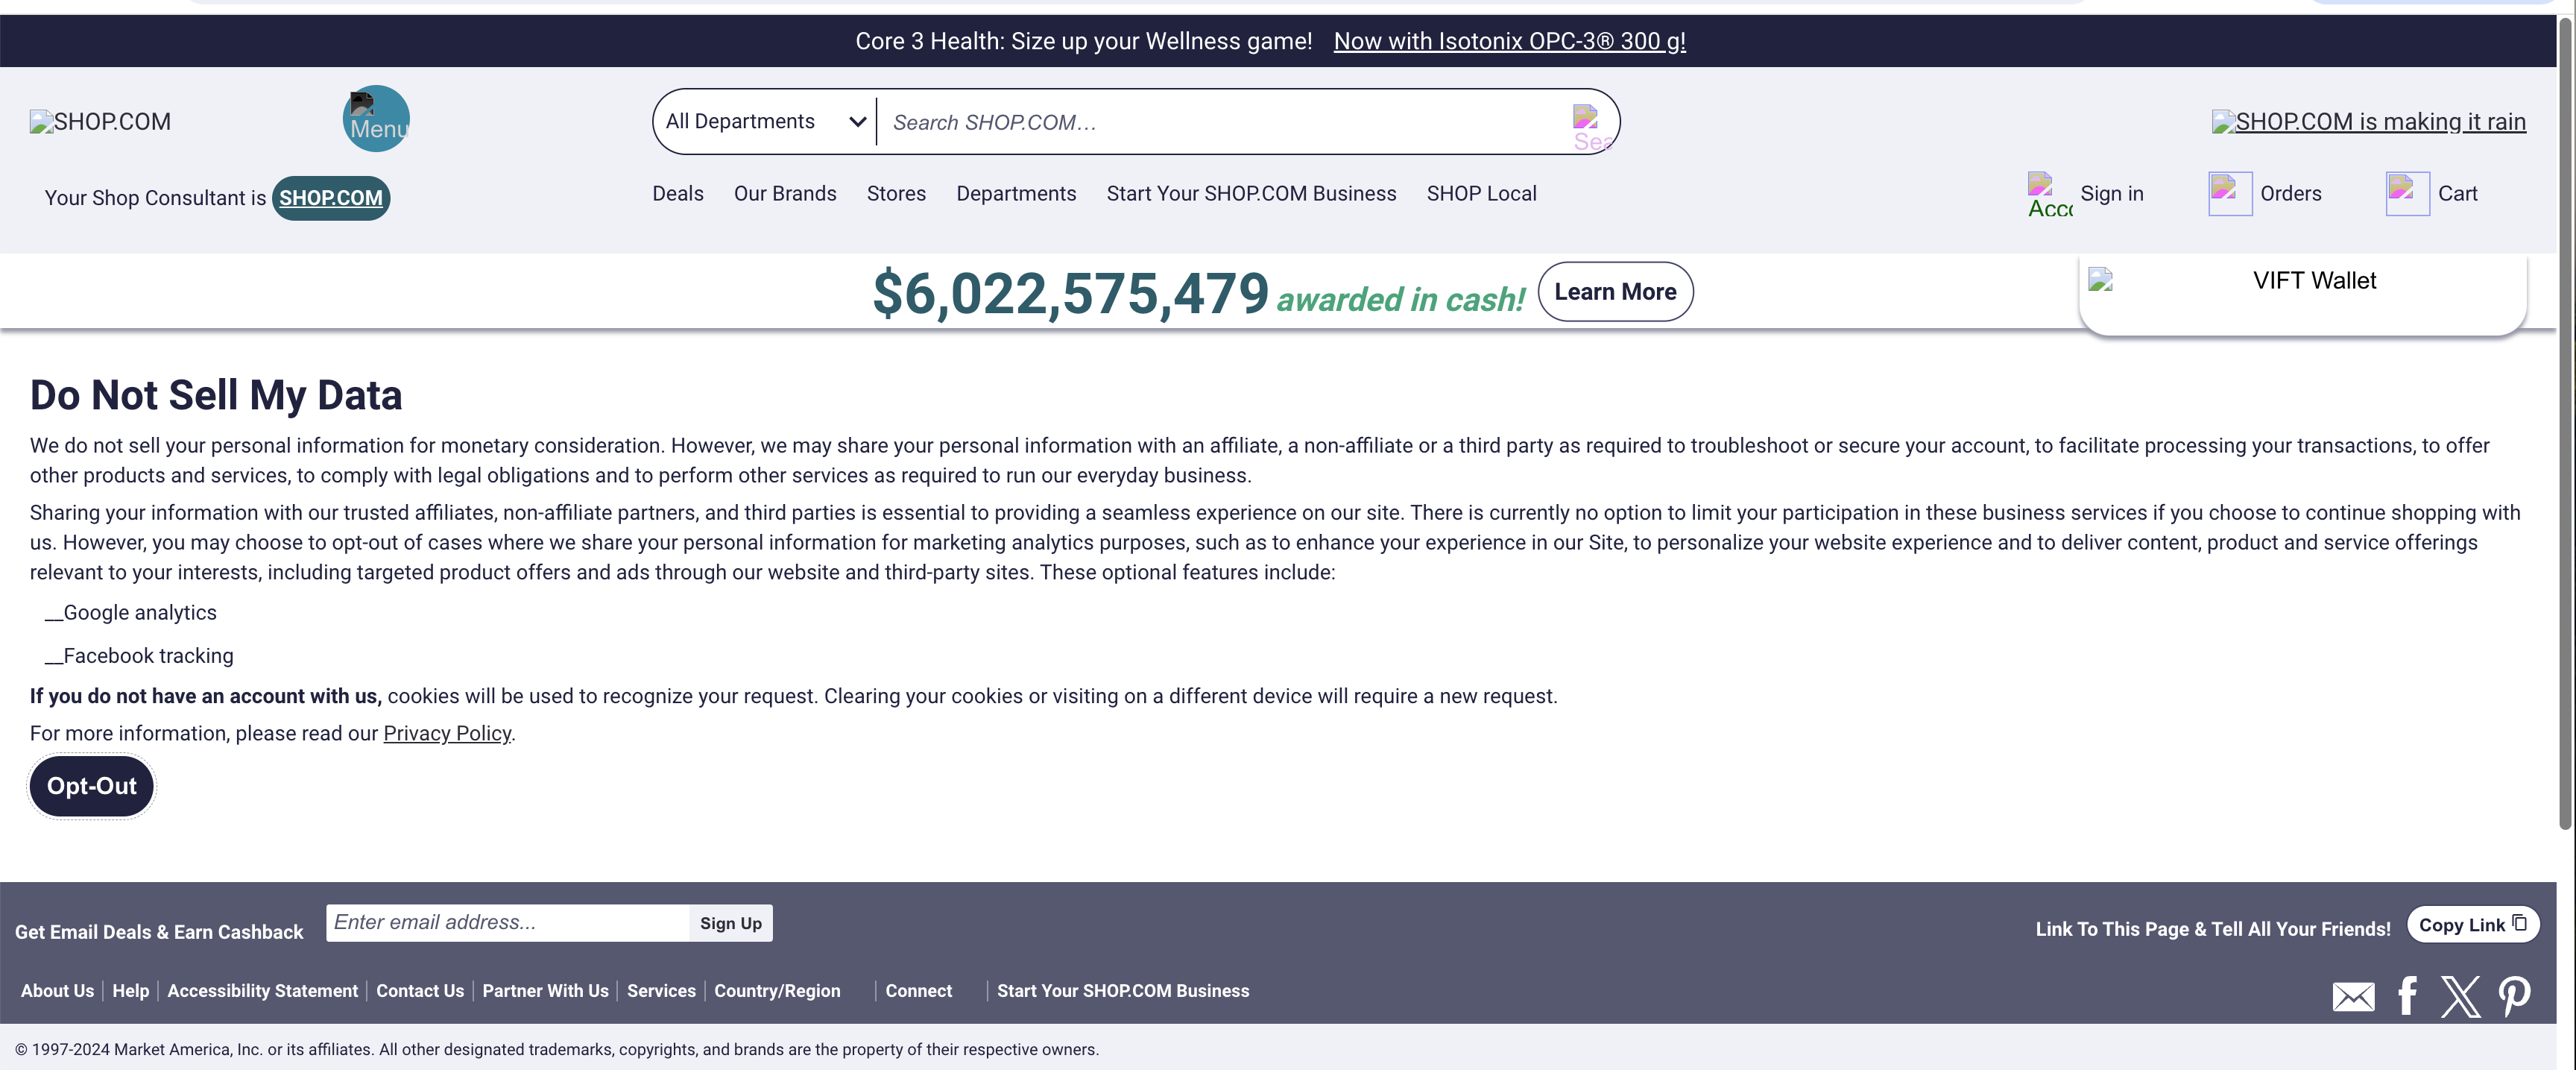 Core 3 Health: Size up your Wellness game! Now with Isotonix OPC-3® 300 g!
SHOP.COM
Menu
All Departments
Search SHOP.COM…
SHOP.COM is making it rain
Your Shop Consultant is SHOP.COM
Deals Our Brands Stores Departments Start Your SHOP.COM Business SHOP Local
Sign in Orders Cart
$6,022,575,479 awarded in cash! Learn More
VIFT Wallet
Do Not Sell My Data
We do not sell your personal information for monetary consideration. However, we may share your personal information with an affiliate, a non-affiliate or a third party as required to troubleshoot or secure your account, to facilitate processing your transactions, to offer
other products and services, to comply with legal obligations and to perform other services as required to run our everyday business.
Sharing your information with our trusted affiliates, non-affiliate partners, and third parties is essential to providing a seamless experience on our site. There is currently no option to limit your participation in these business services if you choose to continue shopping with
us. However, you may choose to opt-out of cases where we share your personal information for marketing analytics purposes, such as to enhance your experience in our Site, to personalize your website experience and to deliver content, product and service offerings
relevant to your interests, including targeted product offers and ads through our website and third-party sites. These optional features include:
__Google analytics
__Facebook tracking
If you do not have an account with us, cookies will be used to recognize your request. Clearing your cookies or visiting on a different device will require a new request.
For more information, please read our Privacy Policy.
Opt-Out
Get Email Deals & Earn Cashback
Enter email address...
Sign Up
Link To This Page & Tell All Your Friends!
Copy Link
About Us Help Accessibility Statement Contact Us Partner With Us Services Country/Region Connect Start Your SHOP.COM Business
© 1997-2024 Market America, Inc. or its affiliates. All other designated trademarks, copyrights, and brands are the property of their respective owners.